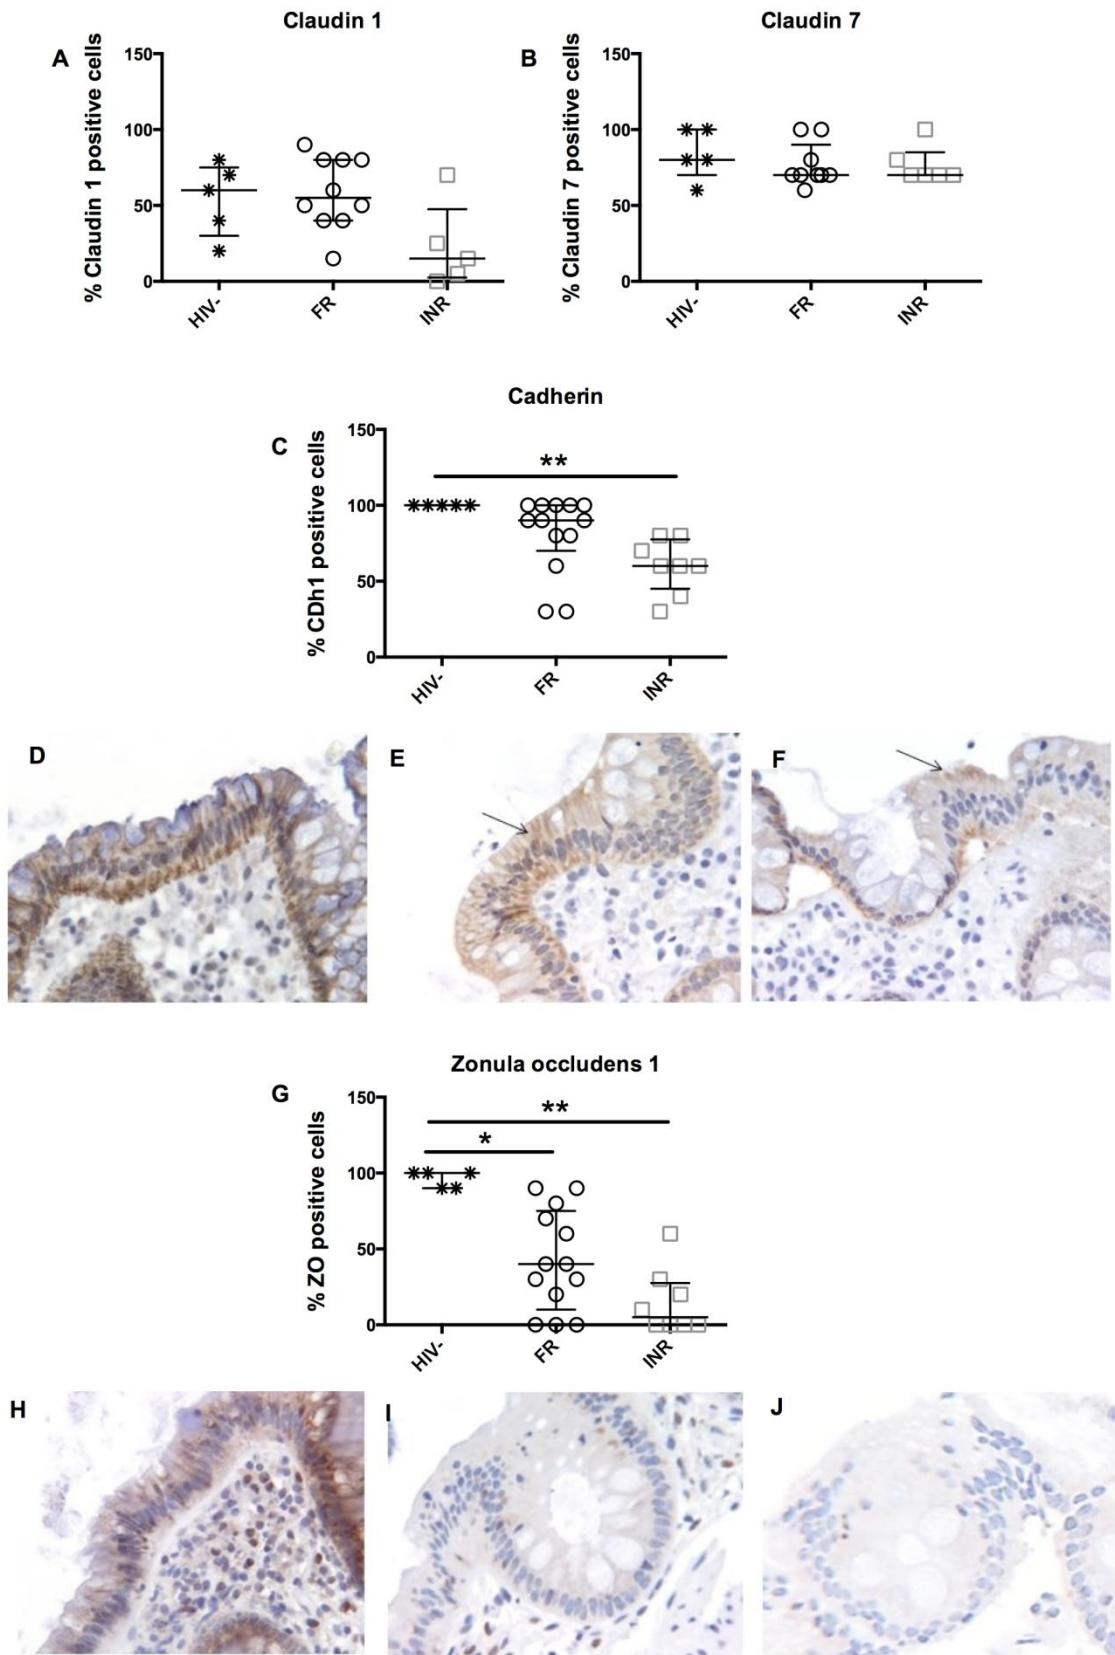 Claudin 1
A
% Claudin 1 positive cells
150
100
50
0
HIV-
FR
INR
Claudin 7
B
% Claudin 7 positive cells
150
100
50
0
HIV-
FR
INR
Cadherin
C
% CDh1 positive cells
150
100
50
0
**
HIV-
FR
INR
D
E
F
Zonula occludens 1
G
% ZO positive cells
150
100
50
0
**
*
HIV-
FR
INR
H
I
J